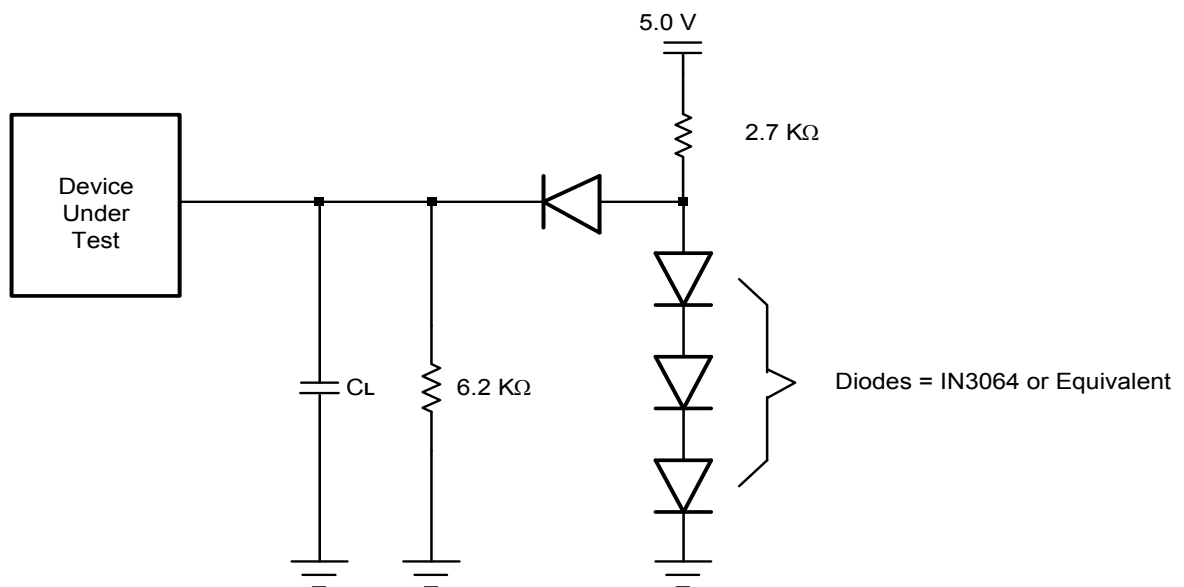 5.0 V
2.7 KΩ
Device
Under
Test
CL
6.2 KΩ
Diodes = IN3064 or Equivalent